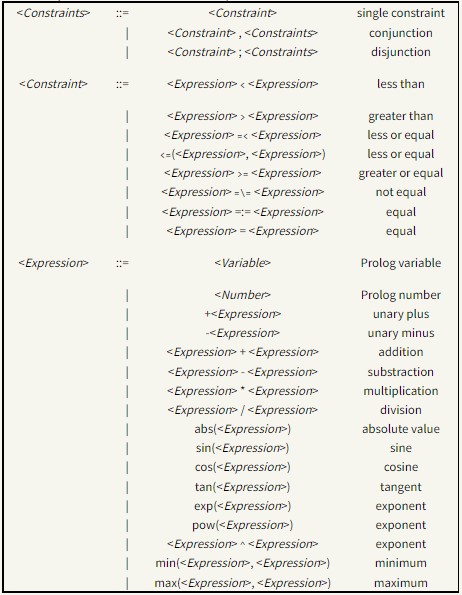 <Constraints> ::= <Constraint> single constraint
| <Constraint> , <Constraints> conjunction
| <Constraint> ; <Constraints> disjunction
<Constraint> ::= <Expression> < <Expression> less than
| <Expression> > <Expression> greater than
| <Expression> =< <Expression> less or equal
| <=(<Expression>, <Expression>) less or equal
| <Expression> >= <Expression> greater or equal
| <Expression> =\= <Expression> not equal
| <Expression> =:= <Expression> equal
| <Expression> = <Expression> equal
<Expression> ::= <Variable> Prolog variable
| <Number> Prolog number
| +<Expression> unary plus
| -<Expression> unary minus
| <Expression> + <Expression> addition
| <Expression> - <Expression> substraction
| <Expression> * <Expression> multiplication
| <Expression> / <Expression> division
| abs(<Expression>) absolute value
| sin(<Expression>) sine
| cos(<Expression>) cosine
| tan(<Expression>) tangent
| exp(<Expression>) exponent
| pow(<Expression>) exponent
| <Expression> ^ <Expression> exponent
| min(<Expression>, <Expression>) minimum
| max(<Expression>, <Expression>) maximum